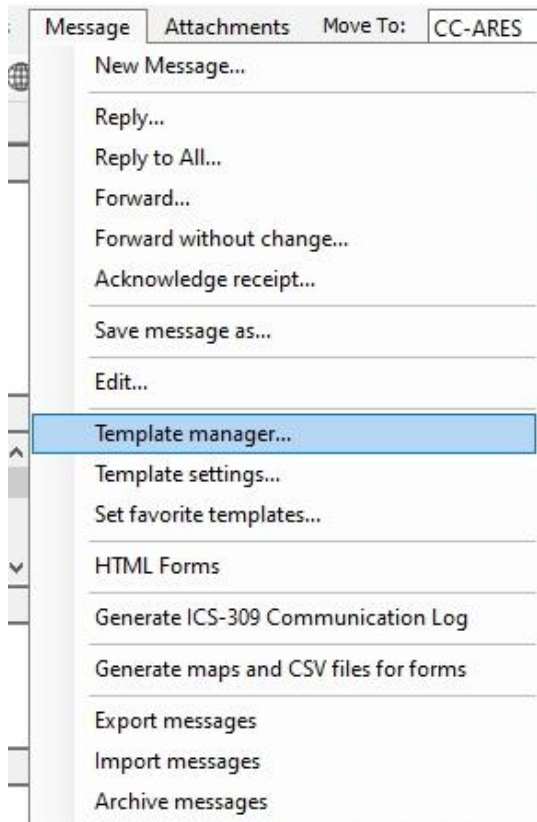 Message Attachments Move To: CC-ARES
New Message...
Reply...
Reply to All...
Forward...
Forward without change...
Acknowledge receipt...
Save message as...
Edit...
Template manager...
Template settings...
Set favorite templates...
HTML Forms
Generate ICS-309 Communication Log
Generate maps and CSV files for forms
Export messages
Import messages
Archive messages